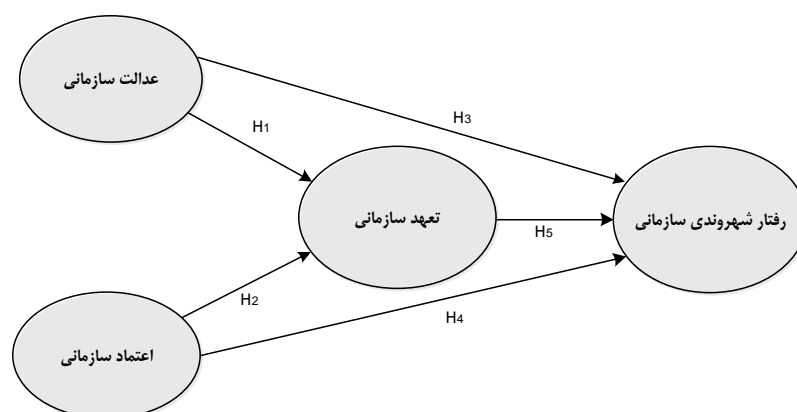 عدالت سازمانی
H3
H1
تعهد سازمانی
رفتار شهروندی سازمانی
H5
H2
H4
اعتماد سازمانی